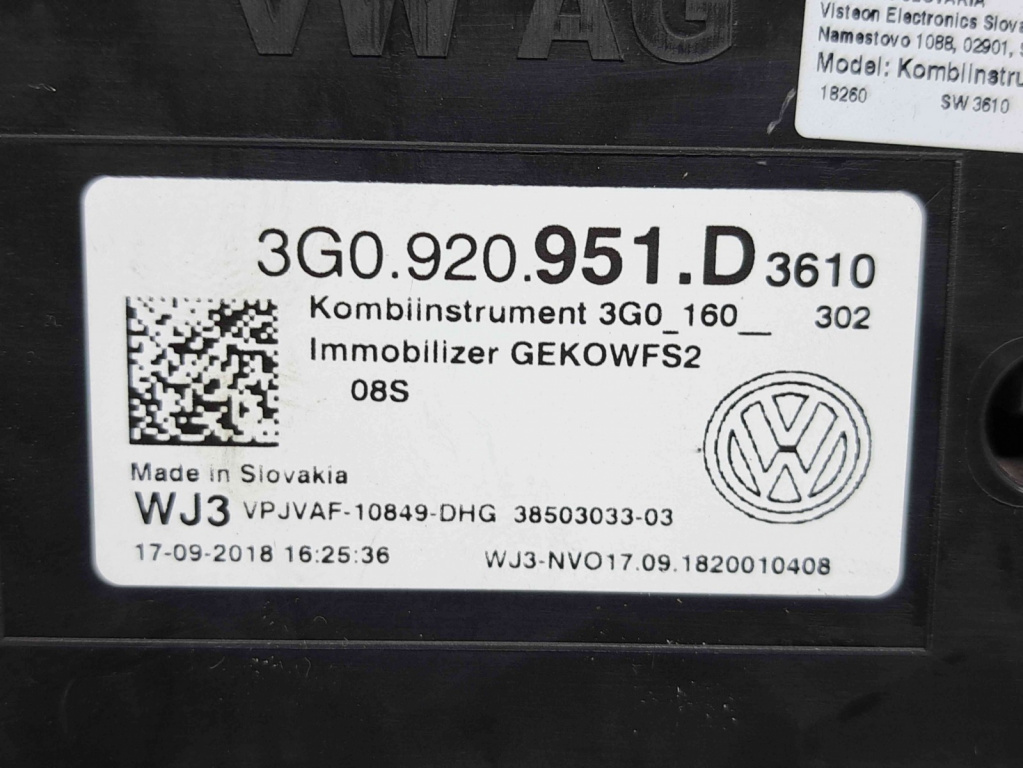 VW AG
SLOVAKIA
Visteon Electronics Slova
Namestovo 1088, 02901,
Model: Kombiinstru
18260 SW 3610
3G0.920.951.D 3610
Kombiinstrument 3G0_160__ 302
Immobilizer GEKOWFS2
08S
Made in Slovakia
WJ3 VPJVAF-10849-DHG 38503033-03
17-09-2018 16:25:36 WJ3-NVO17.09.1820010408